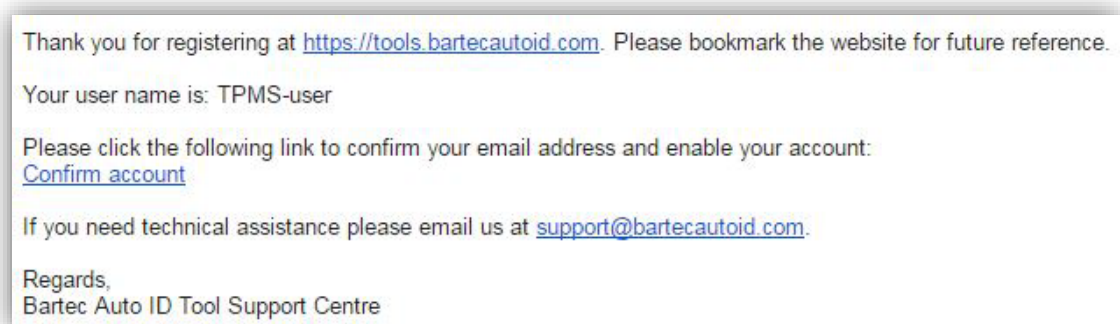 Thank you for registering at https://tools.bartecautoid.com. Please bookmark the website for future reference.
Your user name is: TPMS-user
Please click the following link to confirm your email address and enable your account:
Confirm account
If you need technical assistance please email us at support@bartecautoid.com.
Regards,
Bartec Auto ID Tool Support Centre